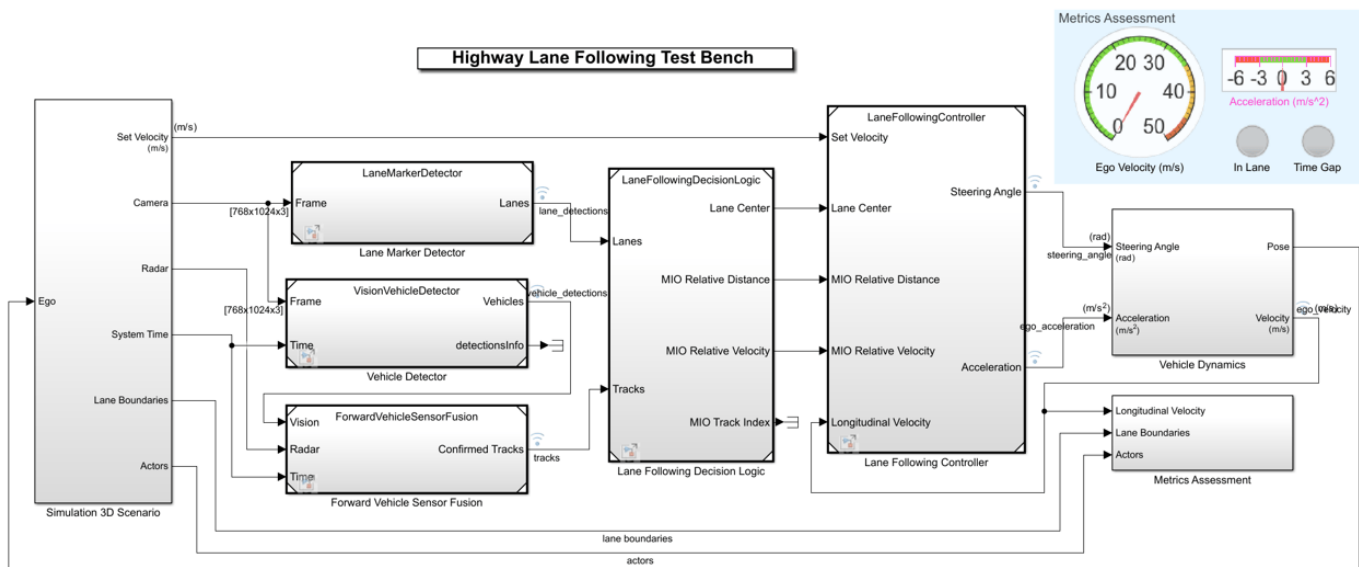 Metrics Assessment
Highway Lane Following Test Bench
0
10
20
30
40
50
Ego Velocity (m/s)
-6 -3 0 3 6
Acceleration (m/s^2)
In Lane
Time Gap
Ego
Set Velocity
(m/s)
Camera
Radar
System Time
Lane Boundaries
Actors
Simulation 3D Scenario
(m/s)
[768x1024x3]
[768x1024x3]
LaneMarkerDetector
Frame
Lanes
Lane Marker Detector
lane_detections
VisionVehicleDetector
Frame
Time
Vehicles
detectionsInfo
Vehicle Detector
vehicle_detections
ForwardVehicleSensorFusion
Vision
Radar
Time
Confirmed Tracks
Forward Vehicle Sensor Fusion
tracks
LaneFollowingDecisionLogic
Lanes
Tracks
Lane Center
MIO Relative Distance
MIO Relative Velocity
MIO Track Index
Lane Following Decision Logic
LaneFollowingController
Set Velocity
Lane Center
MIO Relative Distance
MIO Relative Velocity
Longitudinal Velocity
Steering Angle
Acceleration
Lane Following Controller
(rad)
steering_angle
(m/s²)
ego_acceleration
Steering Angle
(rad)
Acceleration
(m/s²)
Pose
Velocity
(m/s)
Vehicle Dynamics
(m/s)
ego_velocity
Longitudinal Velocity
Lane Boundaries
Actors
Metrics Assessment
lane boundaries
actors